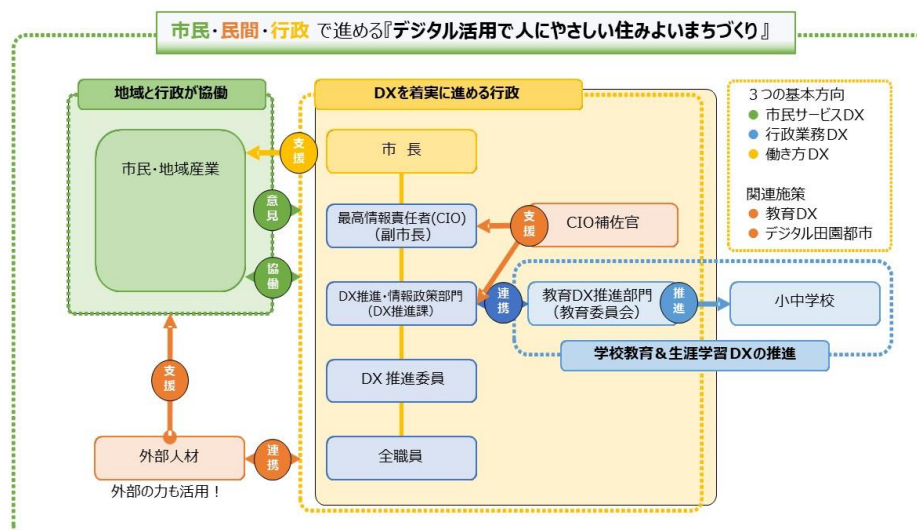 市民・民間・行政 で進める『デジタル活用で人にやさしい住みよいまちづくり』
地域と行政が協働
市民・地域産業
支援
意見
協働
支援
外部人材
外部の力も活用！
連携
DXを着実に進める行政
市 長
最高情報責任者(CIO)
（副市長）
支援
CIO補佐官
DX推進・情報政策部門
（DX推進課）
連携
教育DX推進部門
（教育委員会）
推進
小中学校
学校教育＆生涯学習DXの推進
DX 推進委員
全職員
３つの基本方向
市民サービスDX
行政業務DX
働き方DX
関連施策
教育DX
デジタル田園都市